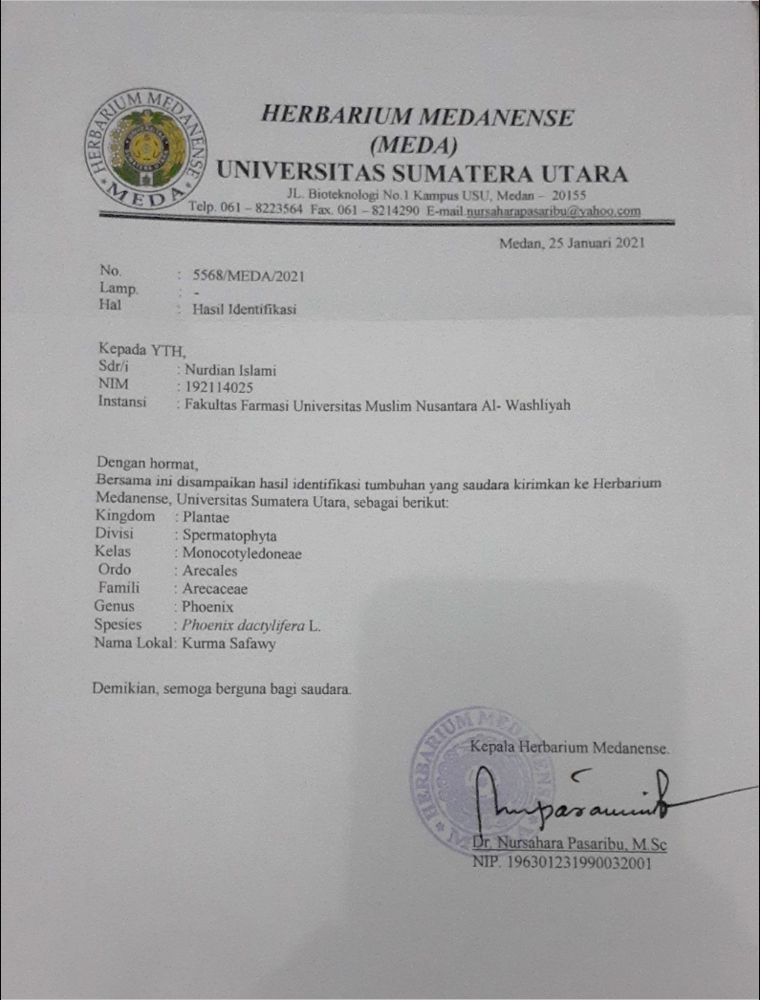 HERBARIUM MEDANENSE
MEDA
HERBARIUM MEDANENSE
(MEDA)
UNIVERSITAS SUMATERA UTARA
JL. Bioteknologi No.1 Kampus USU, Medan – 20155
Telp. 061 – 8223564 Fax. 061 – 8214290 E-mail.nursaharapasaribu@yahoo.com
Medan, 25 Januari 2021
No. : 5568/MEDA/2021
Lamp. : -
Hal : Hasil Identifikasi
Kepada YTH,
Sdr/i : Nurdian Islami
NIM : 192114025
Instansi : Fakultas Farmasi Universitas Muslim Nusantara Al- Washliyah
Dengan hormat,
Bersama ini disampaikan hasil identifikasi tumbuhan yang saudara kirimkan ke Herbarium
Medanense, Universitas Sumatera Utara, sebagai berikut:
Kingdom : Plantae
Divisi : Spermatophyta
Kelas : Monocotyledoneae
Ordo : Arecales
Famili : Arecaceae
Genus : Phoenix
Spesies : Phoenix dactylifera L.
Nama Lokal: Kurma Safawy
Demikian, semoga berguna bagi saudara.
Kepala Herbarium Medanense.
HERBARIUM MEDANENSE
Dr. Nursahara Pasaribu, M.Sc
NIP. 196301231990032001